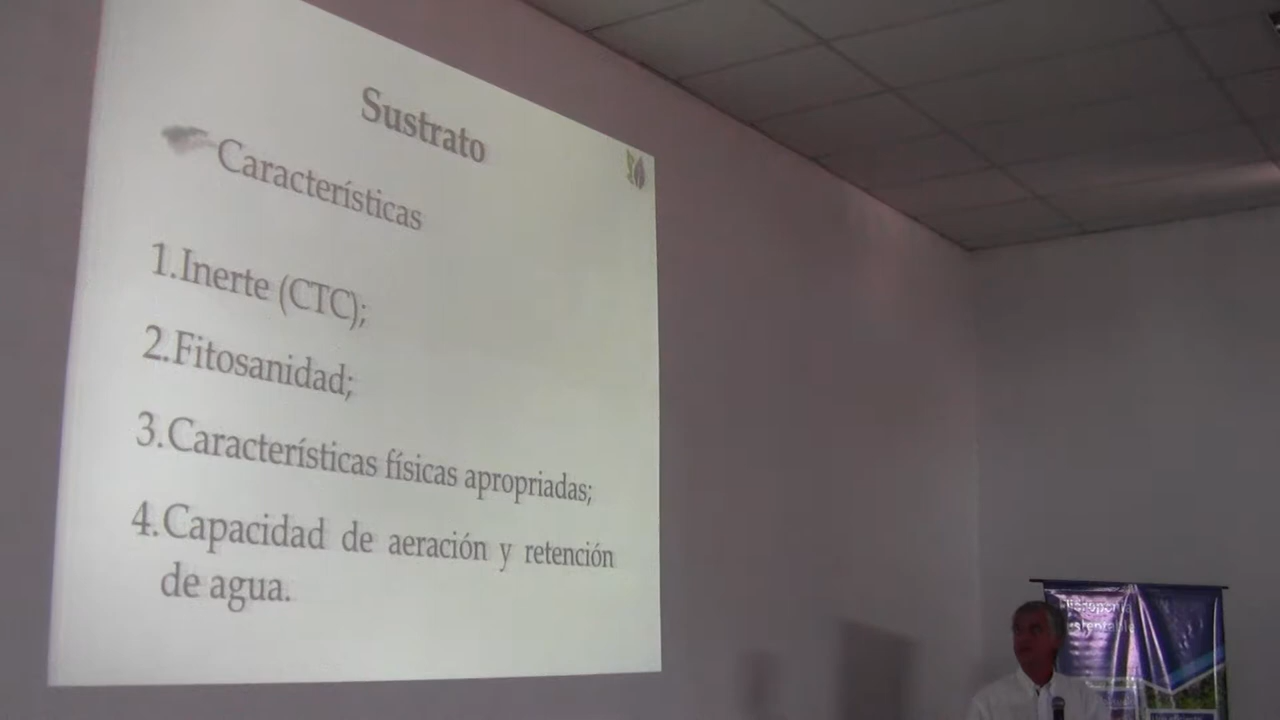 Sustrato
Características
1.Inerte (CTC);
2.Fitosanidad;
3.Características físicas apropriadas;
4.Capacidad de aeración y retención
de agua.